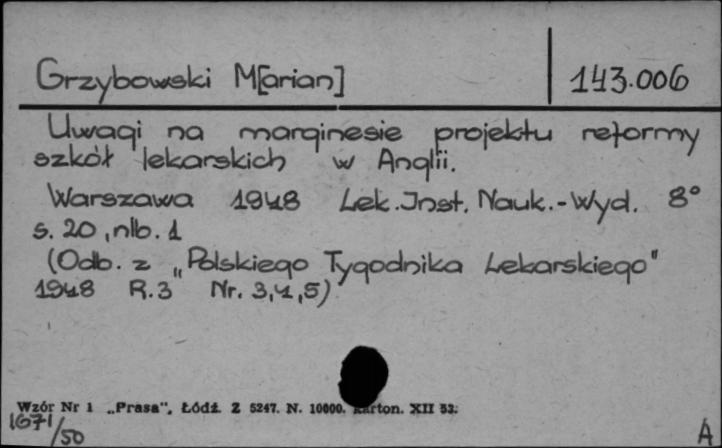 Grzybowski M[arian]
143.006
Uwagi na marginesie projektu reformy
szkół lekarskich w Anglii.
Warszawa 1948 Lek. Inst. Nauk.-Wyd. 8°
s. 20, nlb. 1
(Odb. z „Polskiego Tygodnika Lekarskiego"
1948 R.3 Nr. 3,4,5)
Wzór Nr 1 „Prasa”, Łódź. Z 5247. N. 10000. karton. XII 53.
1671/50
A